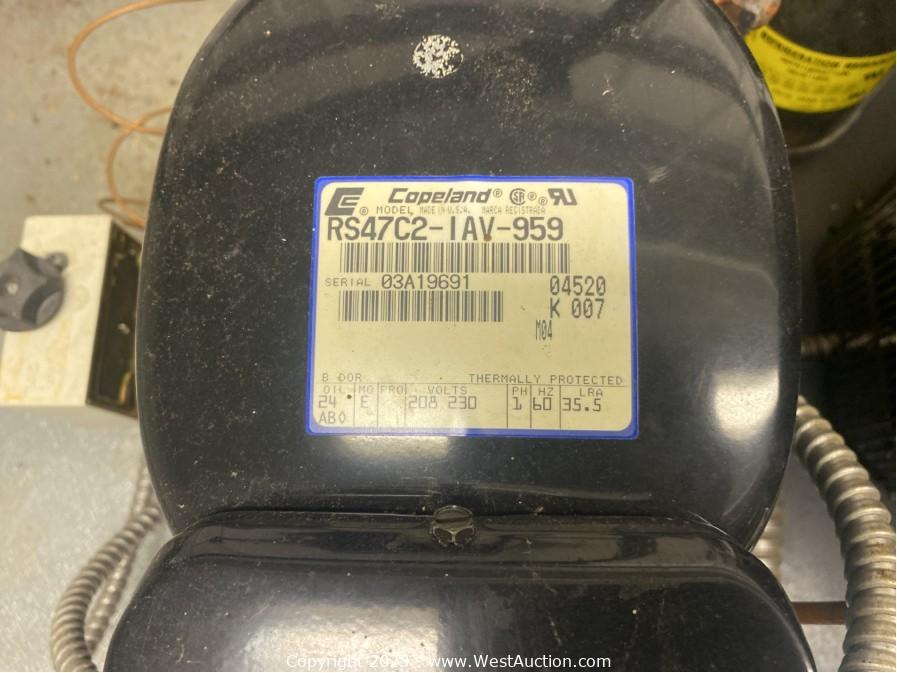 Copeland® ®
® MODEL MADE IN U.S.A. MARCA REGISTRADA
RS47C2-IAV-959
SERIAL 03A19691 04520
K 007
M04
B DOR THERMALLY PROTECTED
OIL MO PRO VOLTS PH HZ LRA
24 E 208 230 1 60 35.5
ABO
Copyright www.WestAuction.com